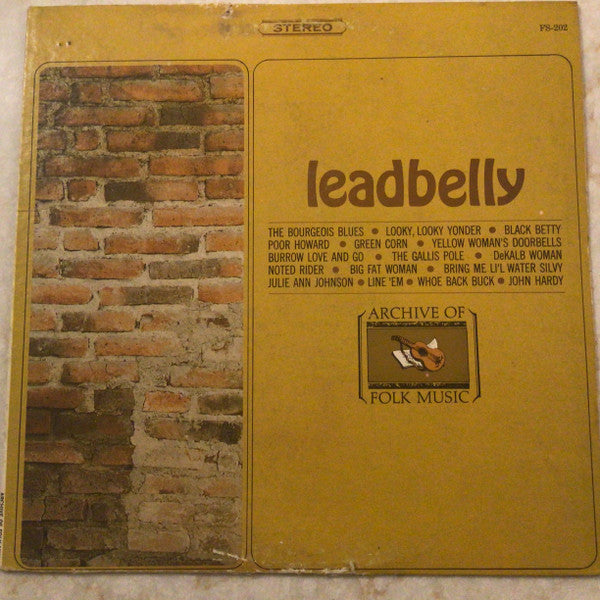 STEREO
FS-202
leadbelly
THE BOURGEOIS BLUES • LOOKY, LOOKY YONDER • BLACK BETTY
POOR HOWARD • GREEN CORN • YELLOW WOMAN'S DOORBELLS
BURROW LOVE AND GO • THE GALLIS POLE • DeKALB WOMAN
NOTED RIDER • BIG FAT WOMAN • BRING ME LI'L WATER SILVY
JULIE ANN JOHNSON • LINE 'EM • WHOE BACK BUCK • JOHN HARDY
ARCHIVE OF
FOLK MUSIC